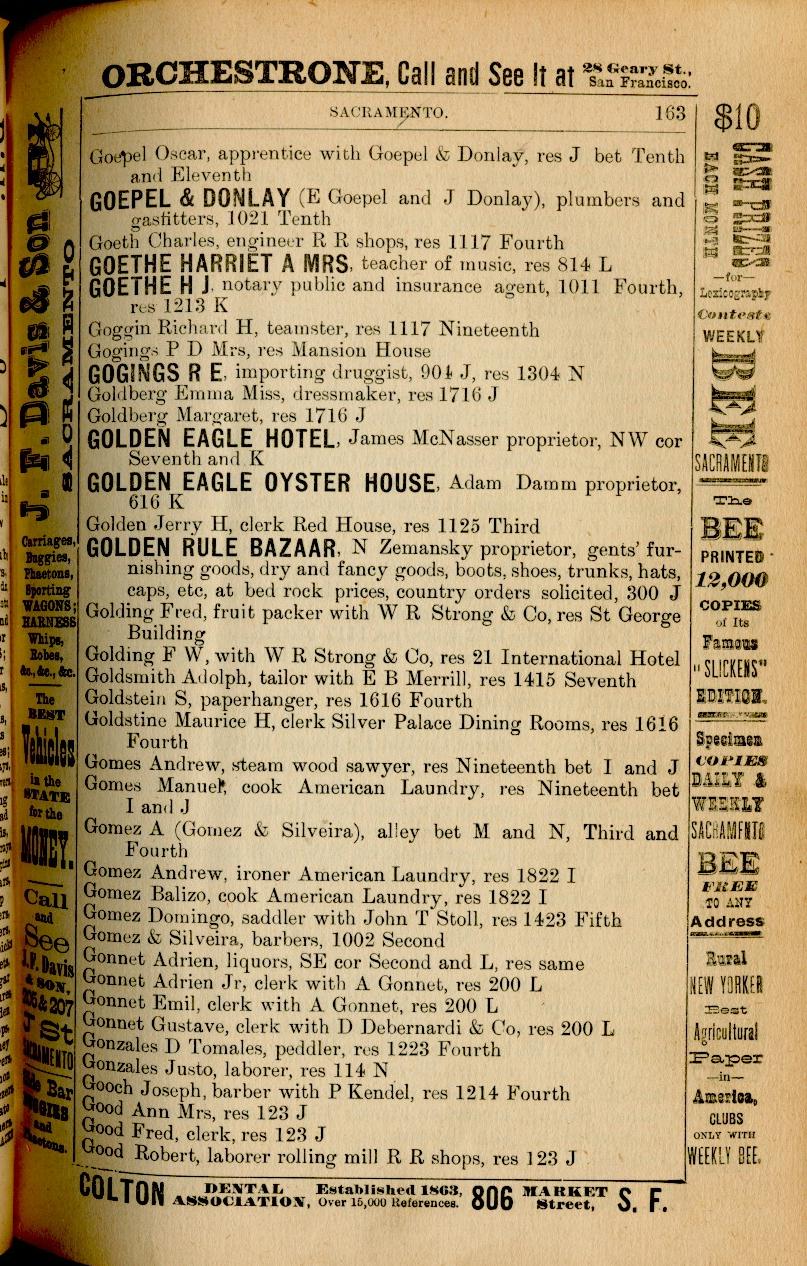 ORCHESTRONE, Call and See It at 28 Geary St., San Francisco.
SACRAMENTO. 163
Goepel Oscar, apprentice with Goepel & Donlay, res J bet Tenth
and Eleventh
GOEPEL & DONLAY (E Goepel and J Donlay), plumbers and
gasfitters, 1021 Tenth
Goeth Charles, engineer R R shops, res 1117 Fourth
GOETHE HARRIET A MRS, teacher of music, res 814 L
GOETHE H J, notary public and insurance agent, 1011 Fourth,
res 1213 K
Goggin Richard H, teamster, res 1117 Nineteenth
Gogings P D Mrs, res Mansion House
GOGINGS R E, importing druggist, 904 J, res 1304 N
Goldberg Emma Miss, dressmaker, res 1716 J
Goldberg Margaret, res 1716 J
GOLDEN EAGLE HOTEL, James McNasser proprietor, NW cor
Seventh and K
GOLDEN EAGLE OYSTER HOUSE, Adam Damm proprietor,
616 K
Golden Jerry H, clerk Red House, res 1125 Third
GOLDEN RULE BAZAAR, N Zemansky proprietor, gents' fur-
nishing goods, dry and fancy goods, boots, shoes, trunks, hats,
caps, etc, at bed rock prices, country orders solicited, 300 J
Golding Fred, fruit packer with W R Strong & Co, res St George
Building
Golding F W, with W R Strong & Co, res 21 International Hotel
Goldsmith Adolph, tailor with E B Merrill, res 1415 Seventh
Goldstein S, paperhanger, res 1616 Fourth
Goldstine Maurice H, clerk Silver Palace Dining Rooms, res 1616
Fourth
Gomes Andrew, steam wood sawyer, res Nineteenth bet I and J
Gomes Manuel, cook American Laundry, res Nineteenth bet
I and J
Gomez A (Gomez & Silveira), alley bet M and N, Third and
Fourth
Gomez Andrew, ironer American Laundry, res 1822 I
Gomez Balizo, cook American Laundry, res 1822 I
Gomez Domingo, saddler with John T Stoll, res 1423 Fifth
Gomez & Silveira, barbers, 1002 Second
Gonnet Adrien, liquors, SE cor Second and L, res same
Gonnet Adrien Jr, clerk with A Gonnet, res 200 L
Gonnet Emil, clerk with A Gonnet, res 200 L
Gonnet Gustave, clerk with D Debernardi & Co, res 200 L
Gonzales D Tomales, peddler, res 1223 Fourth
Gonzales Justo, laborer, res 114 N
Gooch Joseph, barber with P Kendel, res 1214 Fourth
Good Ann Mrs, res 123 J
Good Fred, clerk, res 123 J
Good Robert, laborer rolling mill R R shops, res 123 J
COLTON DENTAL ASSOCIATION, Established 1863, Over 15,000 References. 806 MARKET Street, S. F.
Davis & Son
SACRAMENTO
Carriages,
Buggies,
Phaetons,
Sporting
WAGONS;
HARNESS
Whips,
Robes,
&c., &c., &c.
The
BEST
Vehicles
in the
STATE
for the
MONEY.
Call
and
See
J.F. Davis
& SON,
205 & 207
J St
SACRAMENTO
Side Bar
BUGGIES
and
Phaetons.
$10
CASH PRIZES
EACH MONTH
—for—
Lexicography
Contests
WEEKLY
BEE
SACRAMENTO
The
BEE
PRINTED
12,000
COPIES
of Its
Famous
"SLICKENS"
EDITION.
Specimen
COPIES
DAILY &
WEEKLY
SACRAMENTO
BEE
FREE
TO ANY
Address
Rural
NEW YORKER
Best
Agricultural
Paper
—in—
America,
CLUBS
ONLY WITH
WEEKLY BEE.